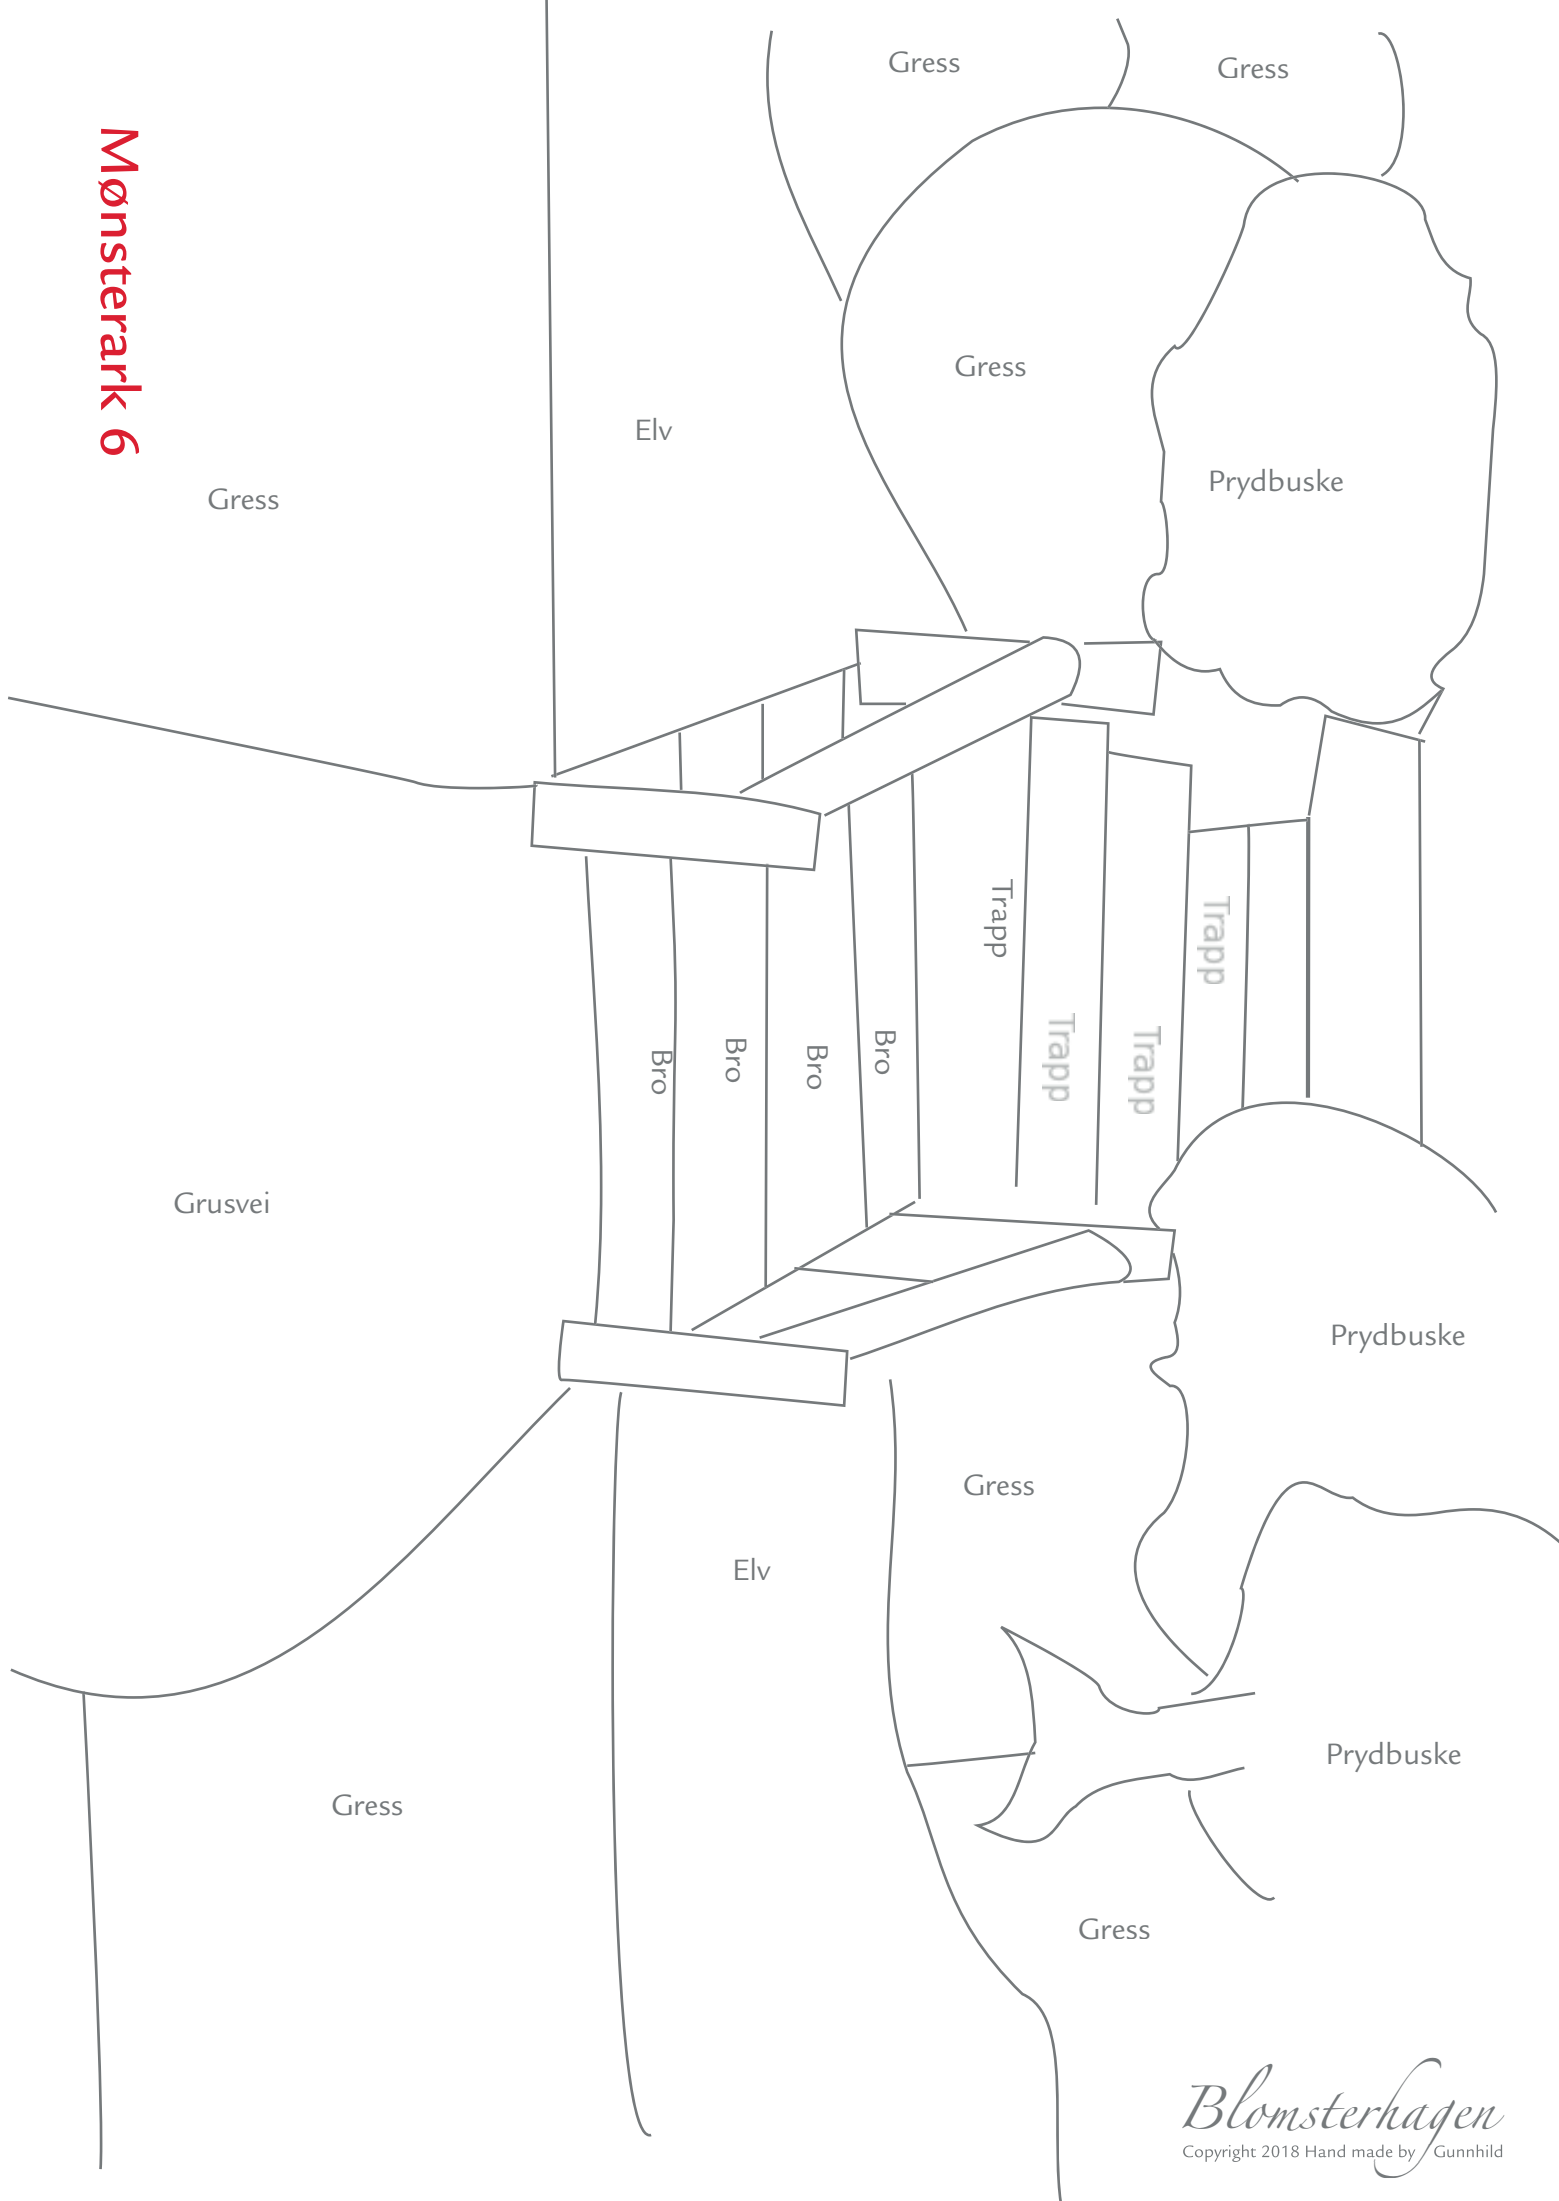 Mønsterark 6
Gress
Gress
Gress
Elv
Prydbuske
Gress
Trapp
Trapp
Trapp
Trapp
Bro
Bro
Bro
Bro
Grusvei
Prydbuske
Gress
Elv
Prydbuske
Gress
Gress
Blomsterhagen
Copyright 2018 Hand made by Gunnhild